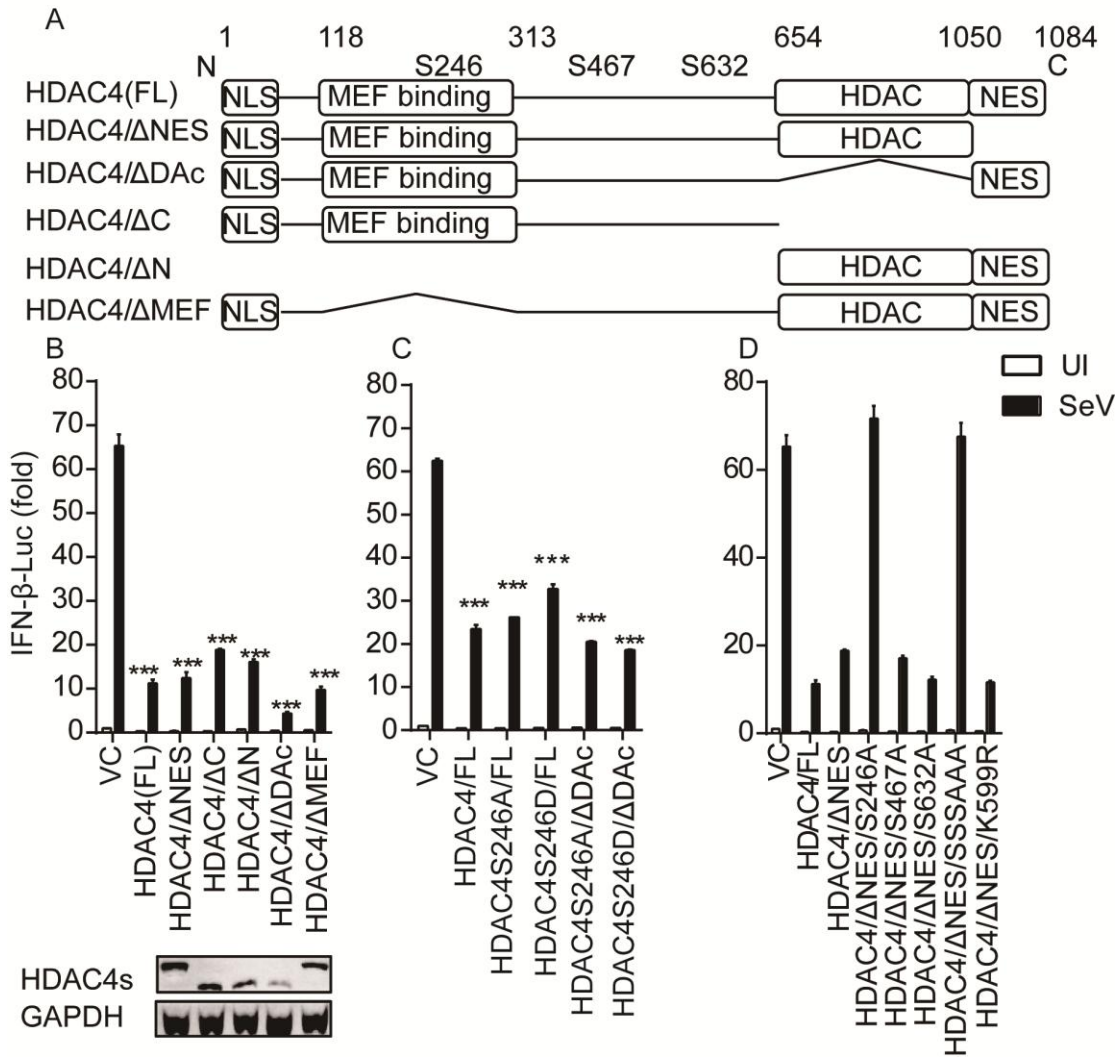 A
1 118 313 654 1050 1084
N S246 S467 S632 C
HDAC4(FL) NLS MEF binding HDAC NES
HDAC4/ΔNES NLS MEF binding HDAC
HDAC4/ΔDAc NLS MEF binding NES
HDAC4/ΔC NLS MEF binding
HDAC4/ΔN HDAC NES
HDAC4/ΔMEF NLS HDAC NES
B
IFN-β-Luc (fold)
80
70
60
50
40
30
20
10
0
***
***
***
***
***
***
VC
HDAC4(FL)
HDAC4/ΔNES
HDAC4/ΔC
HDAC4/ΔN
HDAC4/ΔDAc
HDAC4/ΔMEF
HDAC4s
GAPDH
C
80
60
50
40
30
20
10
0
***
***
***
***
***
VC
HDAC4/FL
HDAC4S246A/FL
HDAC4S246D/FL
HDAC4S246A/ΔDAc
HDAC4S246D/ΔDAc
D
UI
SeV
80
60
40
20
0
VC
HDAC4/FL
HDAC4/ΔNES
HDAC4/ΔNES/S246A
HDAC4/ΔNES/S467A
HDAC4/ΔNES/S632A
HDAC4/ΔNES/SSSAAA
HDAC4/ΔNES/K599R